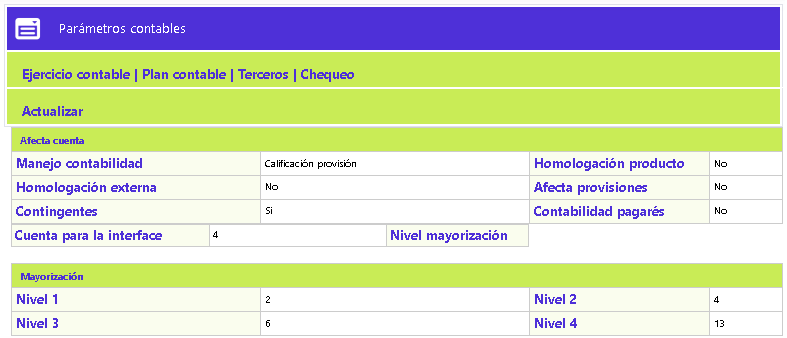 Parámetros contables
Ejercicio contable | Plan contable | Terceros | Chequeo
Actualizar
Afecta cuenta
Manejo contabilidad Calificación provisión Homologación producto No
Homologación externa No Afecta provisiones No
Contingentes Si Contabilidad pagarés No
Cuenta para la interface 4 Nivel mayorización
Mayorización
Nivel 1 2 Nivel 2 4
Nivel 3 6 Nivel 4 13